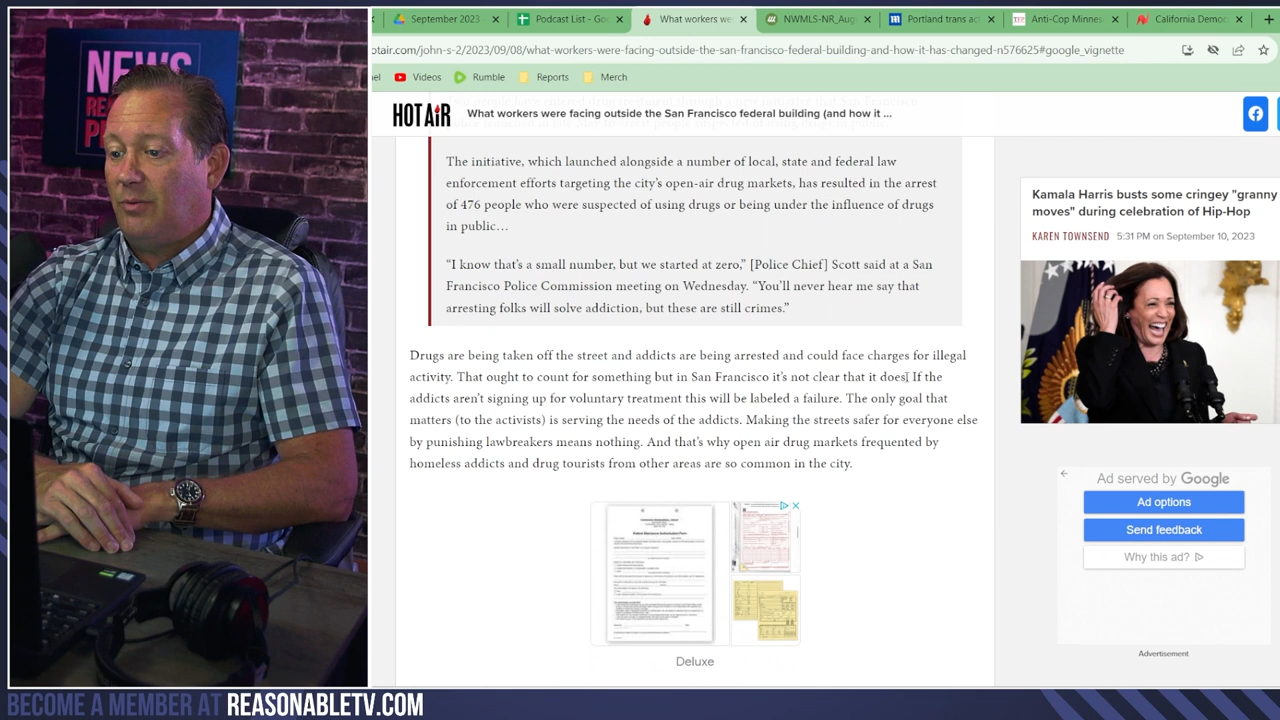 NEWS
September 2023
Podcast List - Goo
What workers we
NWMLS-NR_Aug
Portland trans act
Anti-Cop Minnes
California Democ
otair.com/john-s-2/2023/09/08/what-workers-were-facing-outside-the-san-francisco-federal-building-and-how-it-has-changed-n576625#google_vignette
Videos
Rumble
Reports
Merch
HOT AIR
What workers were facing outside the San Francisco federal building (and how it ...
The initiative, which launched alongside a number of local, state and federal law
enforcement efforts targeting the city's open-air drug markets, has resulted in the arrest
of 476 people who were suspected of using drugs or being under the influence of drugs
in public…
“I know that's a small number, but we started at zero,” [Police Chief] Scott said at a San
Francisco Police Commission meeting on Wednesday. “You'll never hear me say that
arresting folks will solve addiction, but these are still crimes.
Drugs are being taken off the street and addicts are being arrested and could face charges for illegal
activity. That ought to count for something but in San Francisco it's not clear that it does. If the
addicts aren't signing up for voluntary treatment this will be labeled a failure. The only goal that
matters (to the activists) is serving the needs of the addicts. Making the streets safer for everyone else
by punishing lawbreakers means nothing. And that's why open air drug markets frequented by
homeless addicts and drug tourists from other areas are so common in the city.
Deluxe
Kamala Harris busts some cringey "granny
moves" during celebration of Hip-Hop
KAREN TOWNSEND 5:31 PM on September 10, 2023
Ad served by Google
Ad options
Send feedback
Why this ad?
Advertisement
BECOME A MEMBER AT REASONABLETV.COM